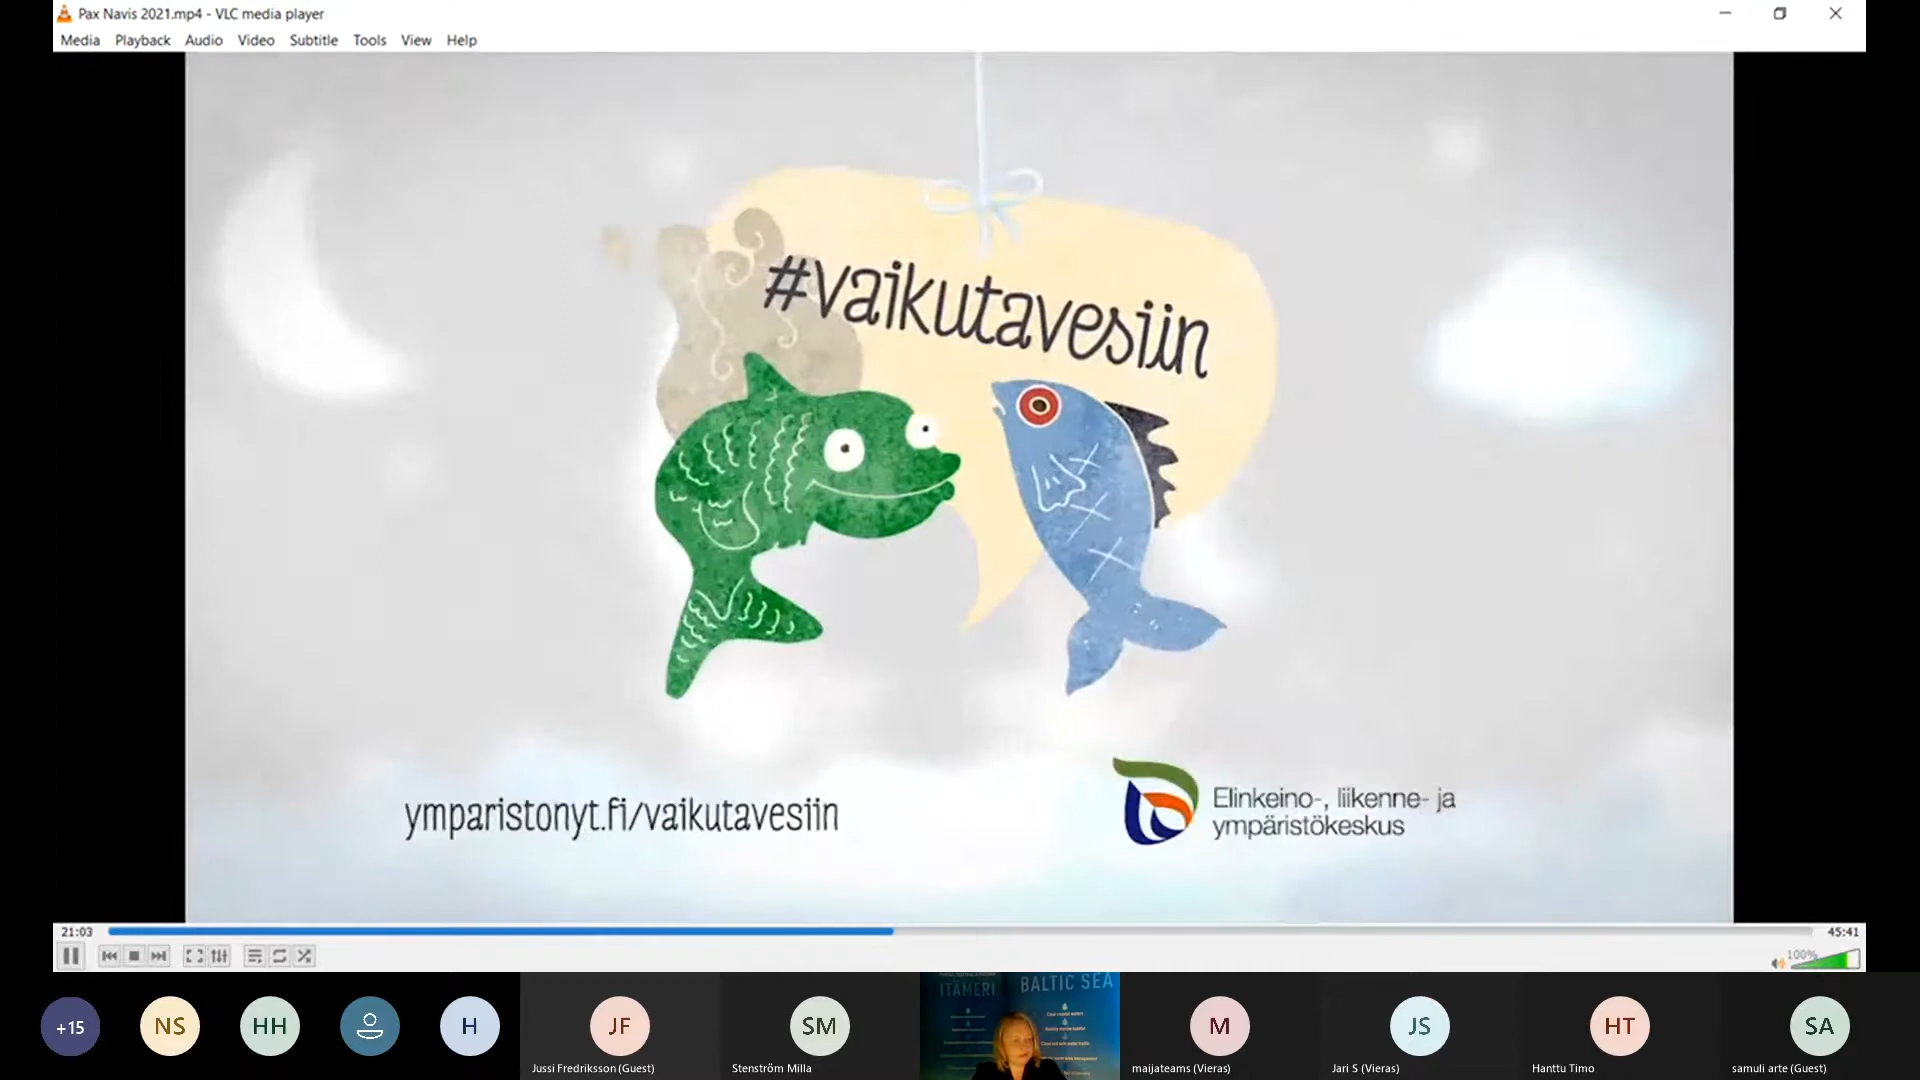 Pax Navis 2021.mp4 - VLC media player
Media Playback Audio Video Subtitle Tools View Help
#vaikutavesiin
ymparistonyt.fi/vaikutavesiin
Elinkeino-, liikenne- ja
ympäristökeskus
21:03
45:41
100%
+15
NS
HH
H
JF
Jussi Fredriksson (Guest)
SM
Stenström Milla
ITÄMERI
BALTIC SEA
M
maijateams (Vieras)
JS
Jari S (Vieras)
HT
Hanttu Timo
SA
samuli arte (Guest)